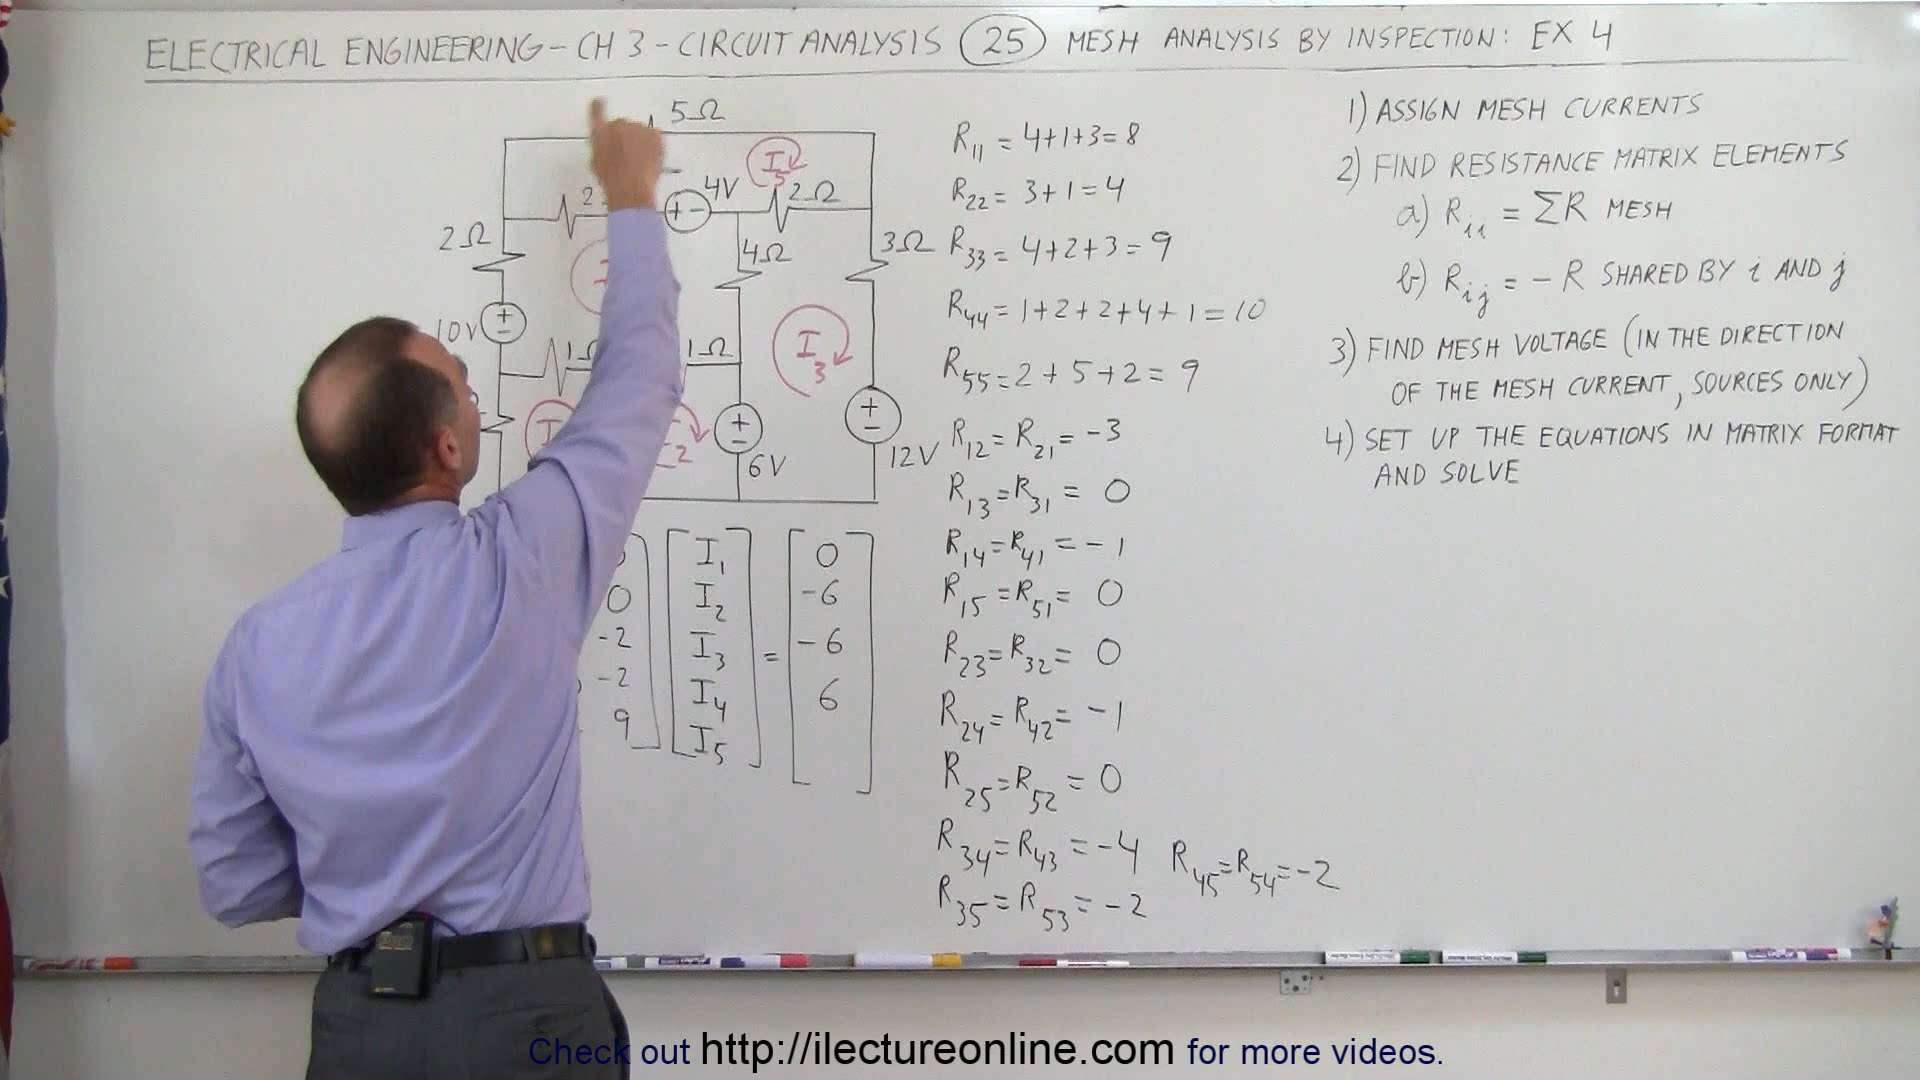 ELECTRICAL ENGINEERING - CH 3 - CIRCUIT ANALYSIS 25 MESH ANALYSIS BY INSPECTION: EX 4
5Ω
I5
4V
2Ω
+ -
2Ω
4Ω
3Ω
10V
+
-
1Ω
1Ω
I3
+
-
6V
+
-
12V
I2
0
-2
-2
9
I1
I2
I3
I4
I5
=
0
-6
-6
6
R11 = 4+1+3=8
R22 = 3+1=4
R33 = 4+2+3=9
R44 = 1+2+2+4+1=10
R55 = 2+5+2=9
R12 = R21 = -3
R13 = R31 = 0
R14 = R41 = -1
R15 = R51 = 0
R23 = R32 = 0
R24 = R42 = -1
R25 = R52 = 0
R34 = R43 = -4
R35 = R53 = -2
R45 = R54 = -2
1) ASSIGN MESH CURRENTS
2) FIND RESISTANCE MATRIX ELEMENTS
a) Rii = ΣR MESH
b) Rij = -R SHARED BY i AND j
3) FIND MESH VOLTAGE (IN THE DIRECTION
OF THE MESH CURRENT, SOURCES ONLY)
4) SET UP THE EQUATIONS IN MATRIX FORMAT
AND SOLVE
Check out http://ilectureonline.com for more videos.